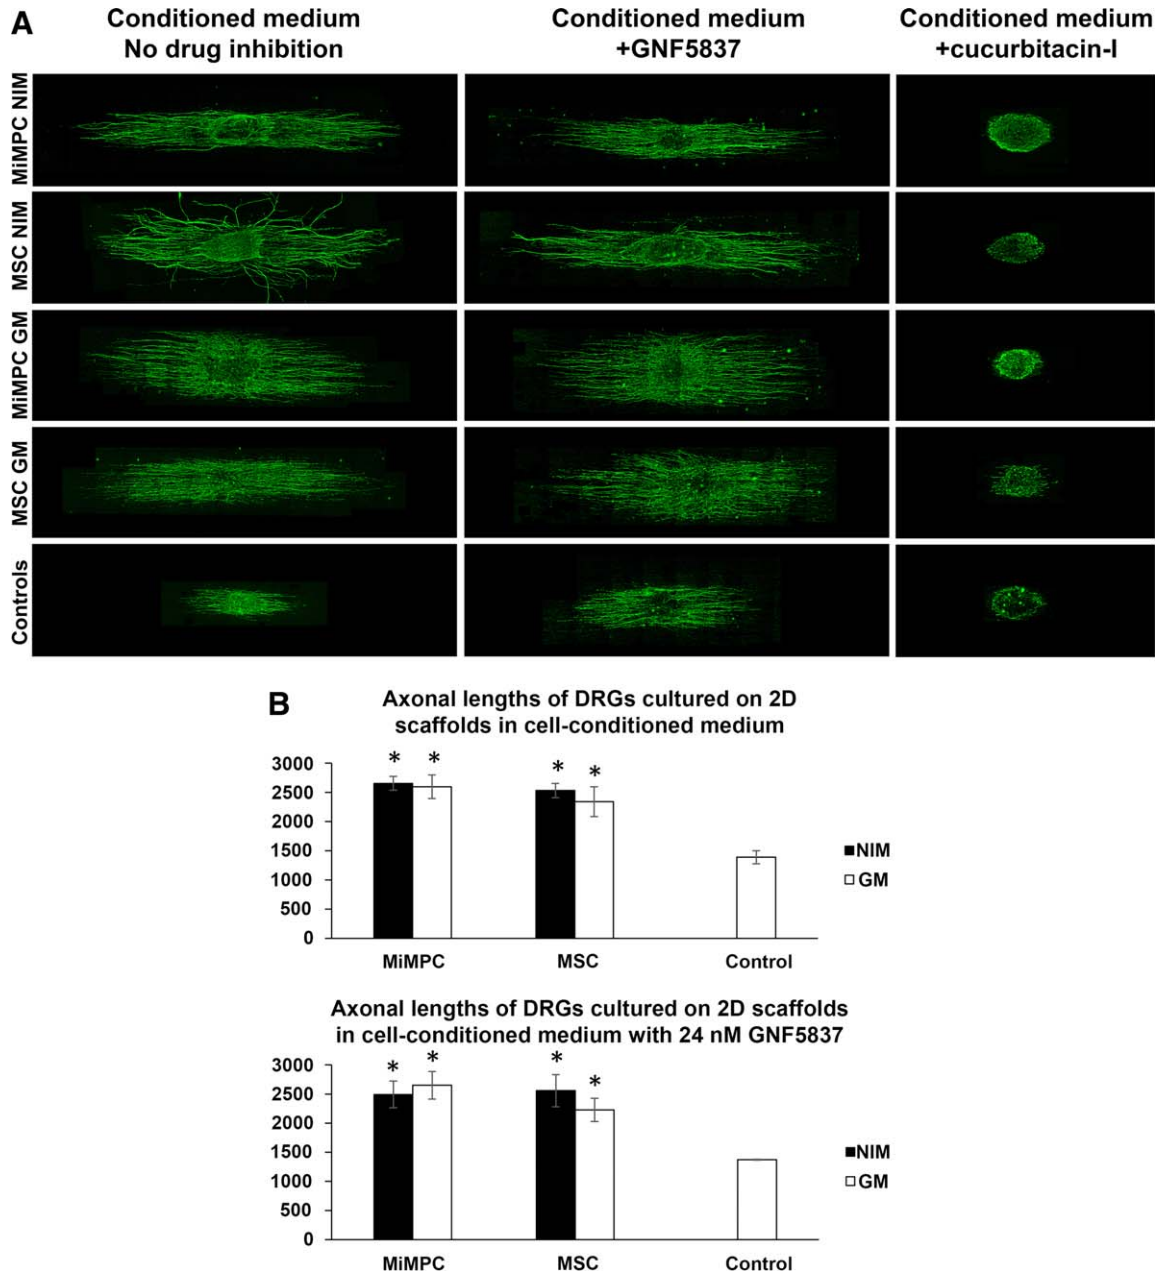 A
Conditioned medium
No drug inhibition
Conditioned medium
+GNF5837
Conditioned medium
+cucurbitacin-I
MiMPC NIM
MSC NIM
MiMPC GM
MSC GM
Controls
B
Axonal lengths of DRGs cultured on 2D
scaffolds in cell-conditioned medium
3000
2500
2000
1500
1000
500
0
* *
* *
MiMPC
MSC
Control
NIM
GM
Axonal lengths of DRGs cultured on 2D scaffolds
in cell-conditioned medium with 24 nM GNF5837
3000
2500
2000
1500
1000
500
0
* *
* *
MiMPC
MSC
Control
NIM
GM